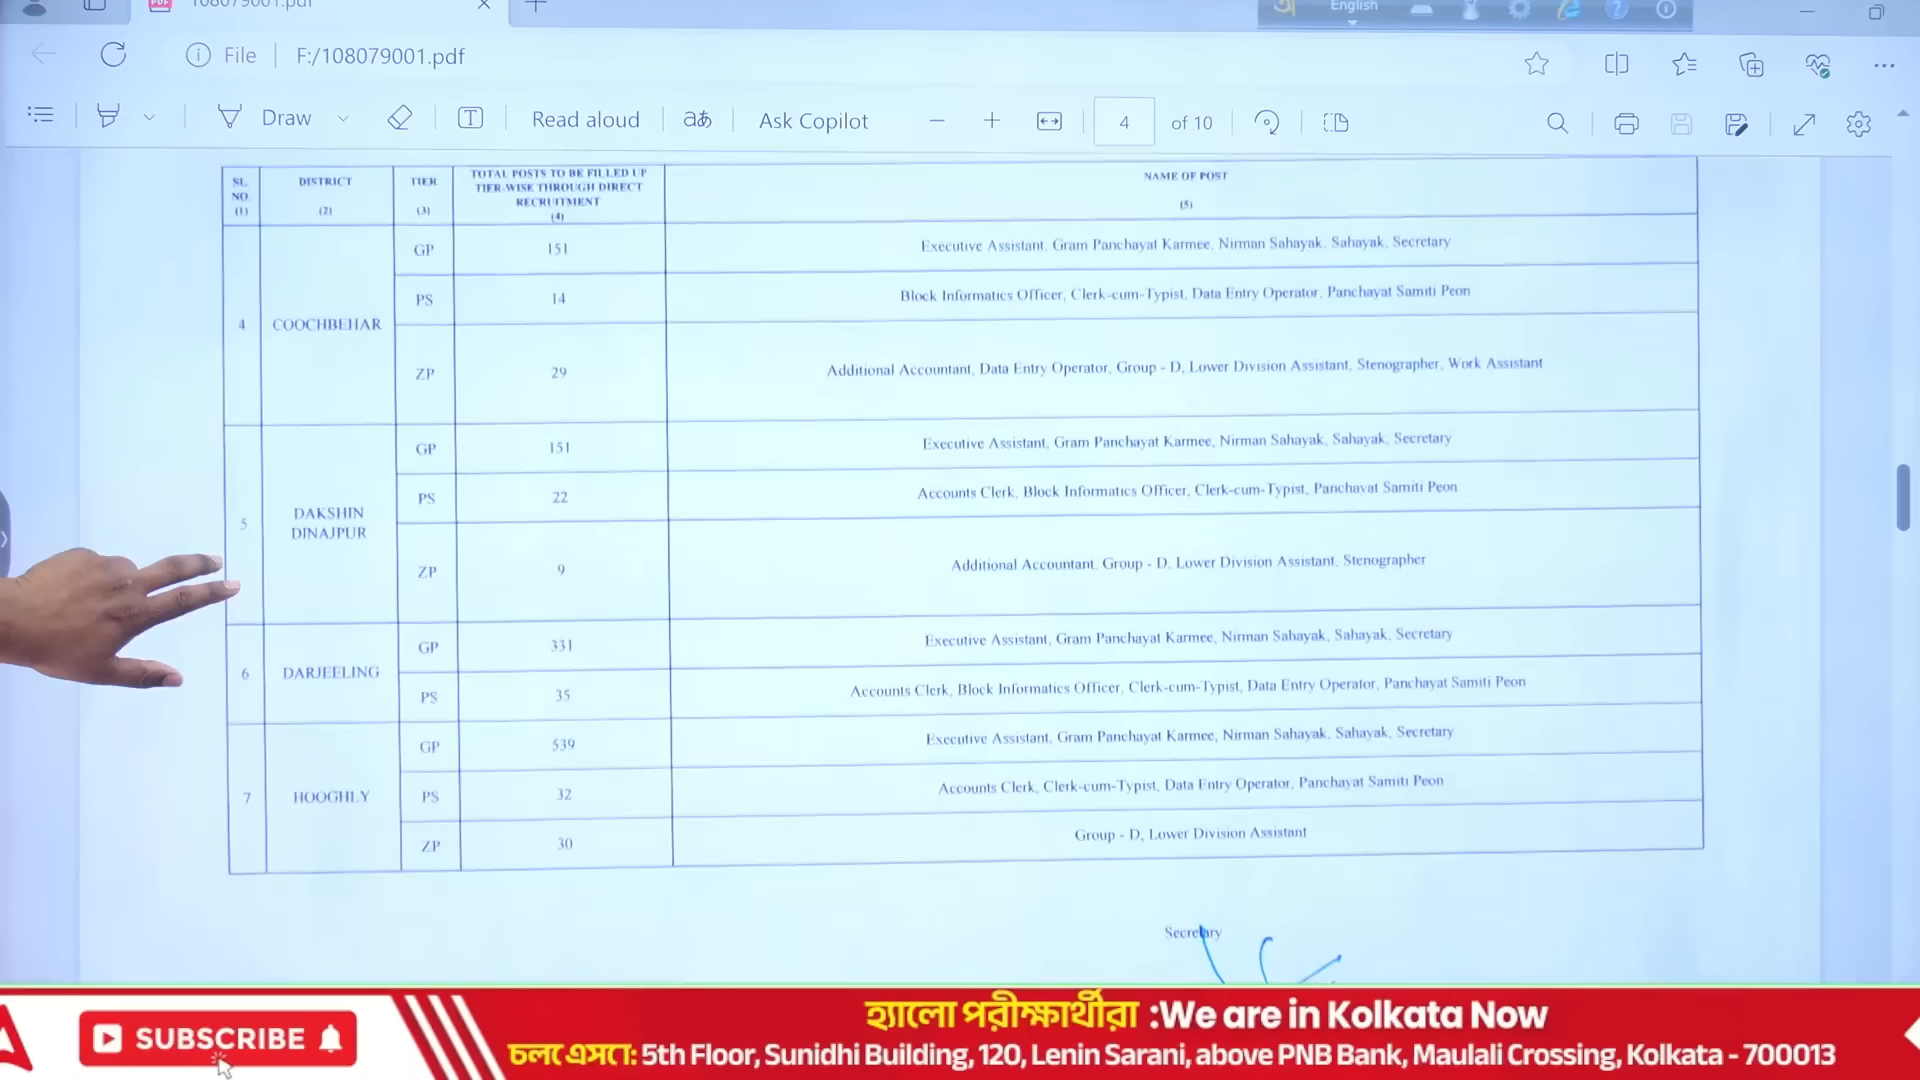 108079001.pdf
English
File
F:/108079001.pdf
Draw
Read aloud
aあ
Ask Copilot
4 of 10
SL. NO. (1)
DISTRICT (2)
TIER (3)
TOTAL POSTS TO BE FILLED UP
TIER-WISE THROUGH DIRECT
RECRUITMENT
(4)
NAME OF POST
(5)
4 COOCHBEHAR
GP 151 Executive Assistant, Gram Panchayat Karmee, Nirman Sahayak, Sahayak, Secretary
PS 14 Block Informatics Officer, Clerk-cum-Typist, Data Entry Operator, Panchayat Samiti Peon
ZP 29 Additional Accountant, Data Entry Operator, Group - D, Lower Division Assistant, Stenographer, Work Assistant
5 DAKSHIN DINAJPUR
GP 151 Executive Assistant, Gram Panchayat Karmee, Nirman Sahayak, Sahayak, Secretary
PS 22 Accounts Clerk, Block Informatics Officer, Clerk-cum-Typist, Panchayat Samiti Peon
ZP 9 Additional Accountant, Group - D, Lower Division Assistant, Stenographer
6 DARJEELING
GP 331 Executive Assistant, Gram Panchayat Karmee, Nirman Sahayak, Sahayak, Secretary
PS 35 Accounts Clerk, Block Informatics Officer, Clerk-cum-Typist, Data Entry Operator, Panchayat Samiti Peon
7 HOOGHLY
GP 539 Executive Assistant, Gram Panchayat Karmee, Nirman Sahayak, Sahayak, Secretary
PS 32 Accounts Clerk, Clerk-cum-Typist, Data Entry Operator, Panchayat Samiti Peon
ZP 30 Group - D, Lower Division Assistant
Secretary
SUBSCRIBE
হ্যালো পরীক্ষার্থীরা :We are in Kolkata Now
চলে এসো: 5th Floor, Sunidhi Building, 120, Lenin Sarani, above PNB Bank, Maulali Crossing, Kolkata - 700013